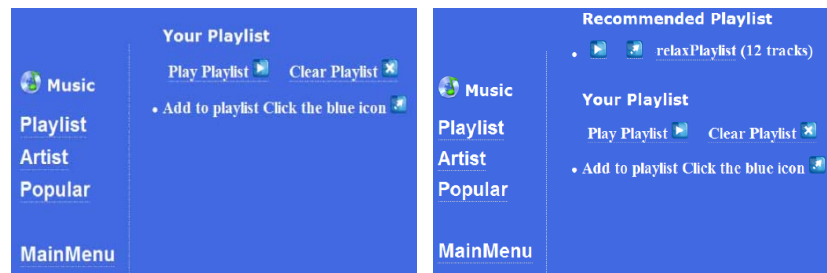 Your Playlist
Play Playlist Clear Playlist
Music
• Add to playlist Click the blue icon
Playlist
Artist
Popular
MainMenu
Recommended Playlist
• relaxPlaylist (12 tracks)
Music
Your Playlist
Playlist
Play Playlist Clear Playlist
Artist
• Add to playlist Click the blue icon
Popular
MainMenu